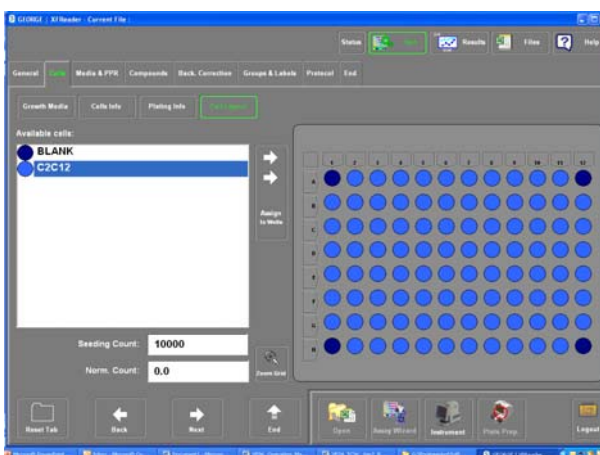 GEORGE | XFReader - Current File :
Status
Results
Files
Help
General Cells Media & PPR Compounds Back. Correction Groups & Labels Protocol End
Growth Media Cells Info Plating Info
Available cells:
BLANK
C2C12
Assign
to Wells
1 2 3 4 5 6 7 8 9 10 11 12
A
B
C
D
E
F
G
H
Seeding Count: 10000
Norm. Count: 0.0
Zoom Grid
Reset Tab Back Next End
Open Assay Wizard Instrument Plate Prep. Logout